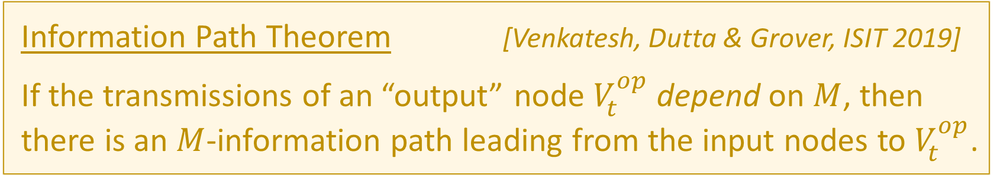 Information Path Theorem [Venkatesh, Dutta & Grover, ISIT 2019]
If the transmissions of an “output” node $V_t^{op}$ depend on $M$, then
there is an $M$-information path leading from the input nodes to $V_t^{op}$.